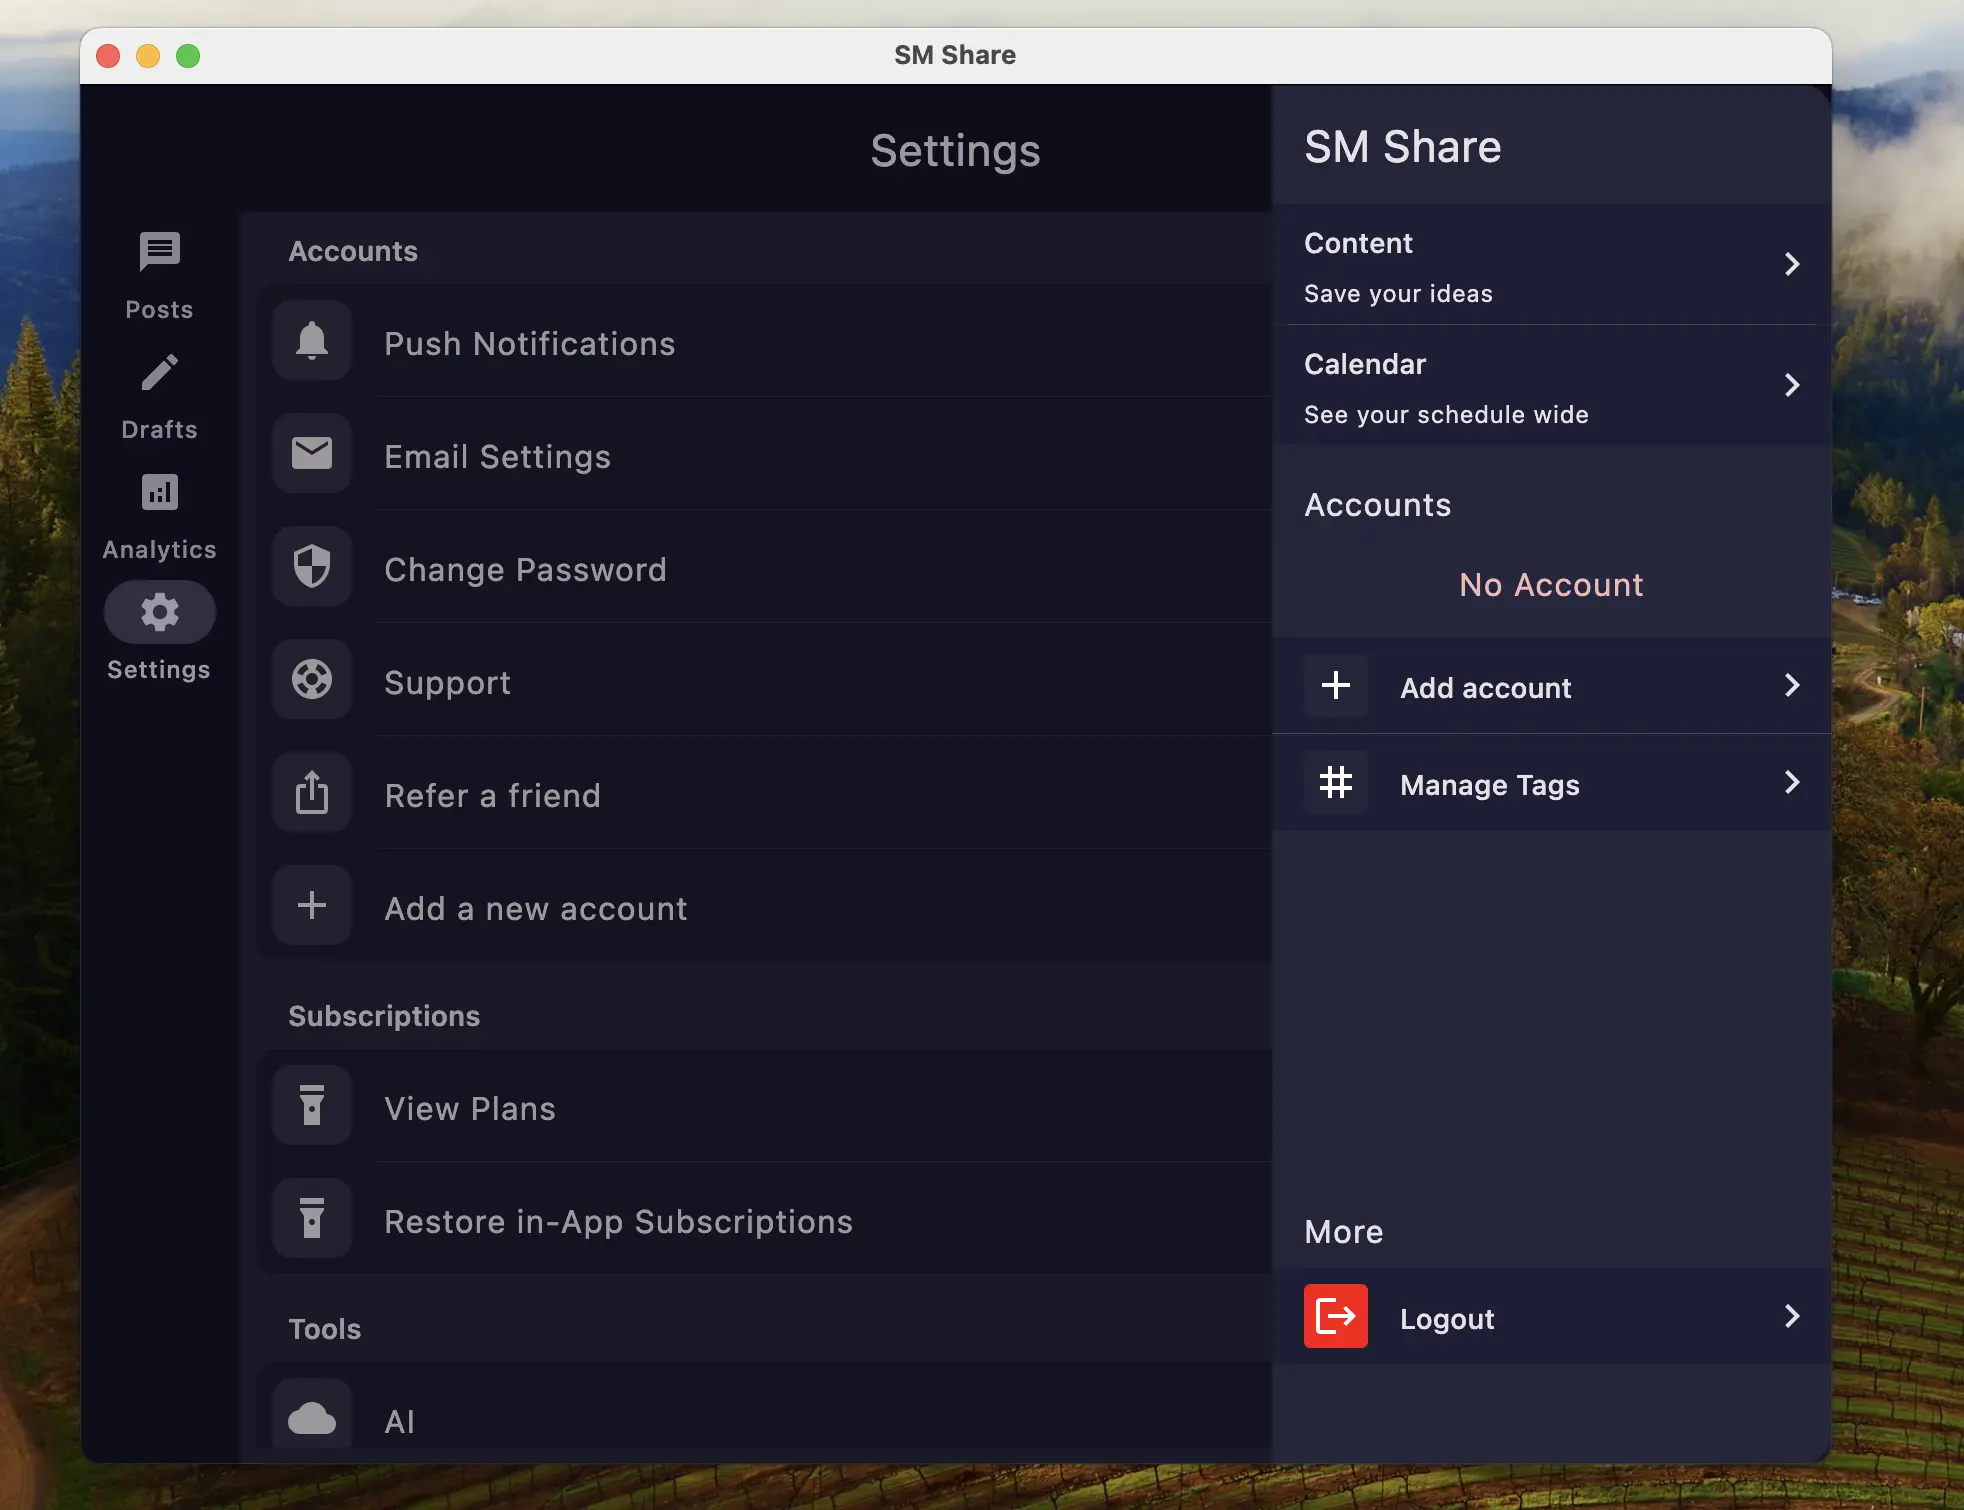 SM Share
Settings
Posts
Drafts
Analytics
Settings
Accounts
Push Notifications
Email Settings
Change Password
Support
Refer a friend
Add a new account
Subscriptions
View Plans
Restore in-App Subscriptions
Tools
AI
SM Share
Content
Save your ideas
Calendar
See your schedule wide
Accounts
No Account
Add account
Manage Tags
More
Logout